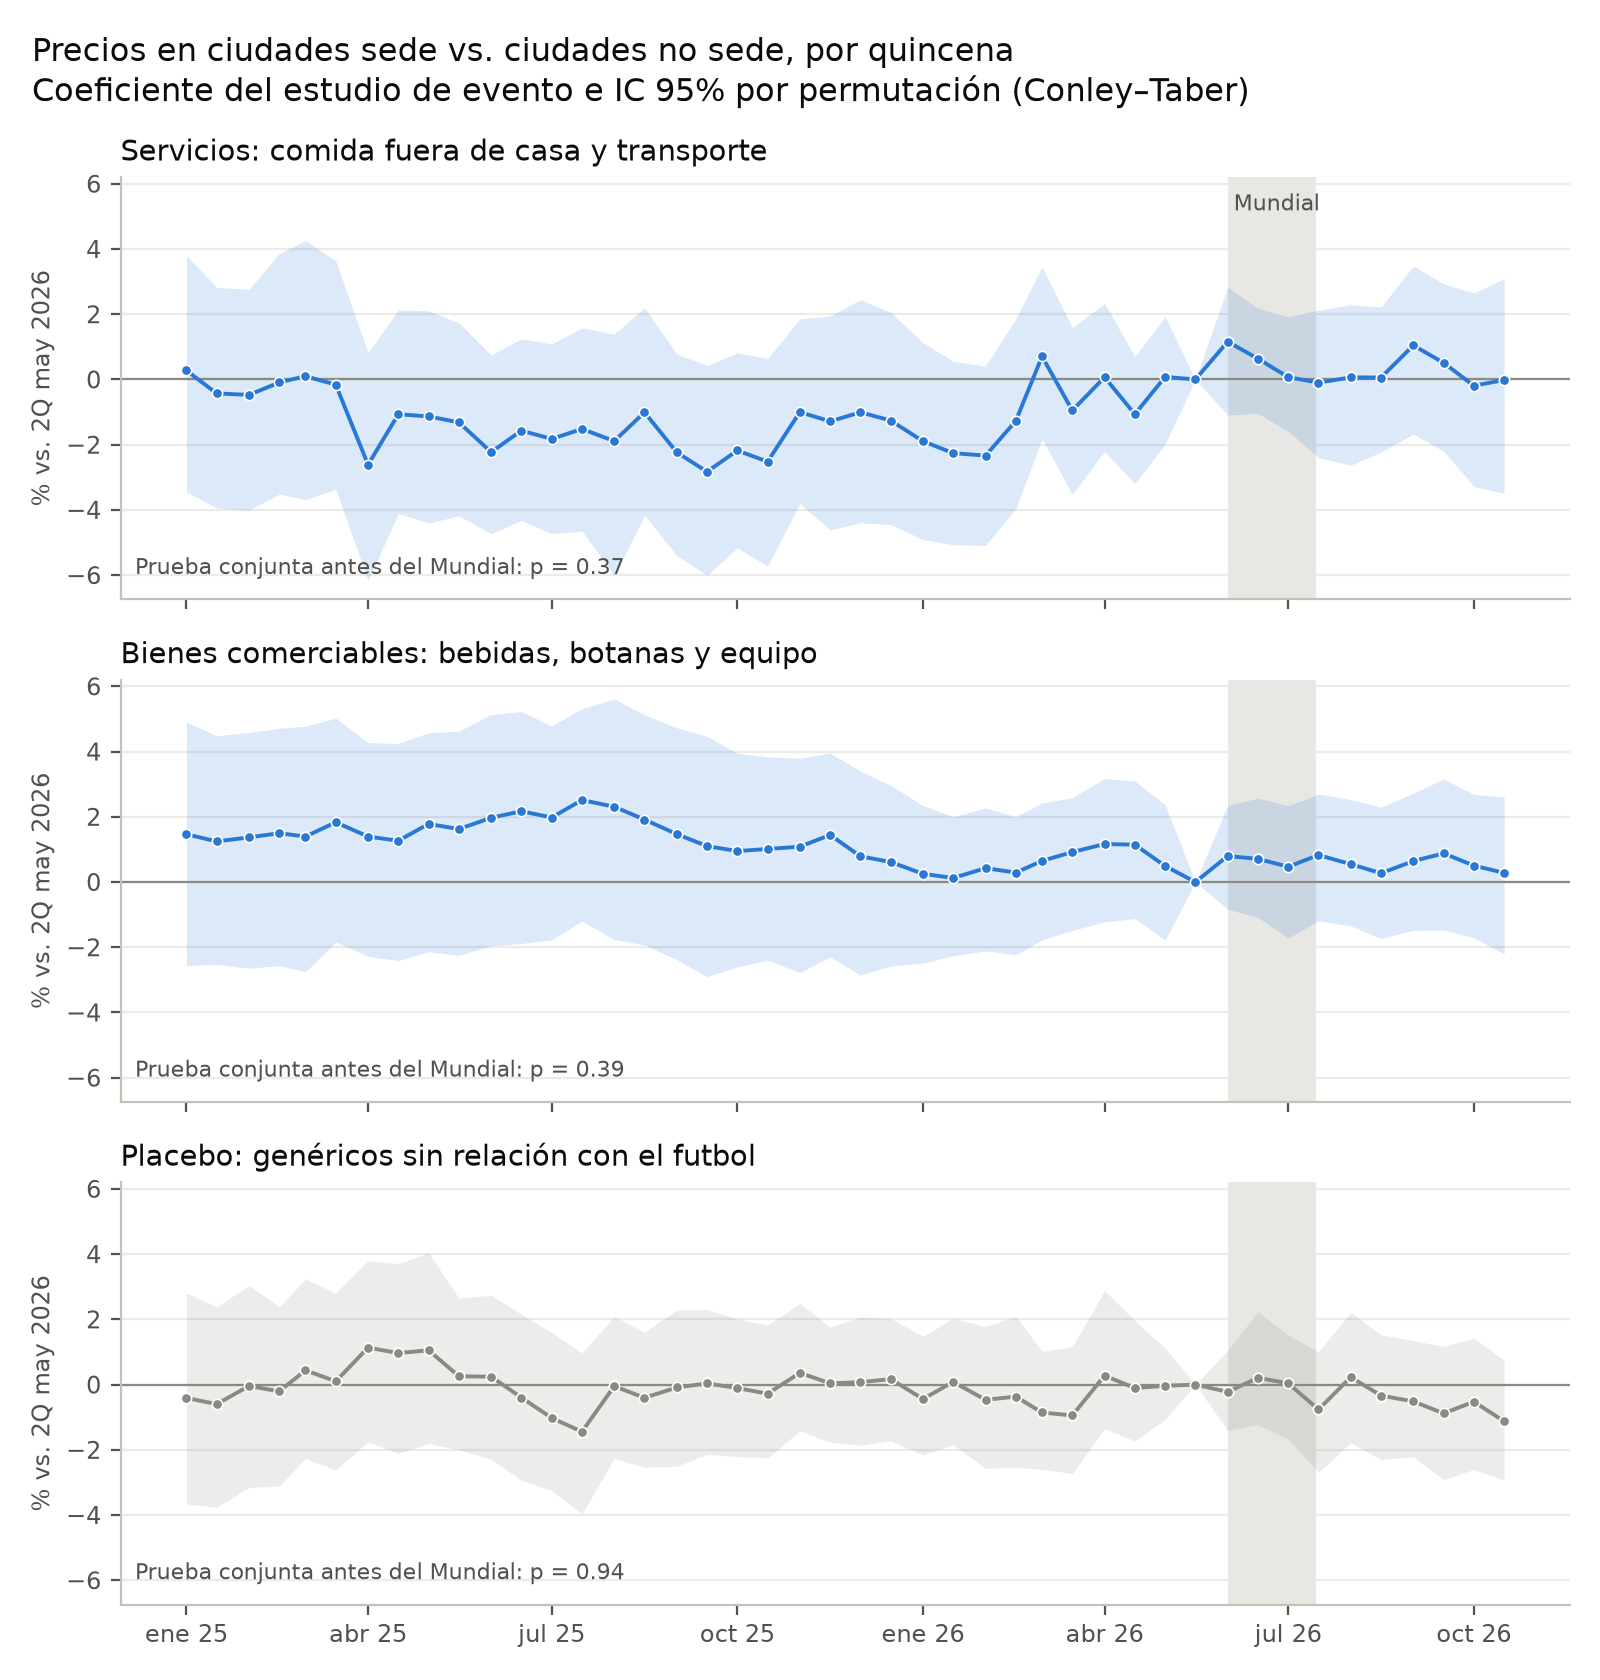 Precios en ciudades sede vs. ciudades no sede, por quincena
Coeficiente del estudio de evento e IC 95% por permutación (Conley–Taber)
Servicios: comida fuera de casa y transporte
% vs. 2Q may 2026
6
4
2
0
−2
−4
−6
Mundial
Prueba conjunta antes del Mundial: p = 0.37
Bienes comerciables: bebidas, botanas y equipo
% vs. 2Q may 2026
6
4
2
0
−2
−4
−6
Prueba conjunta antes del Mundial: p = 0.39
Placebo: genéricos sin relación con el futbol
% vs. 2Q may 2026
6
4
2
0
−2
−4
−6
Prueba conjunta antes del Mundial: p = 0.94
ene 25 abr 25 jul 25 oct 25 ene 26 abr 26 jul 26 oct 26